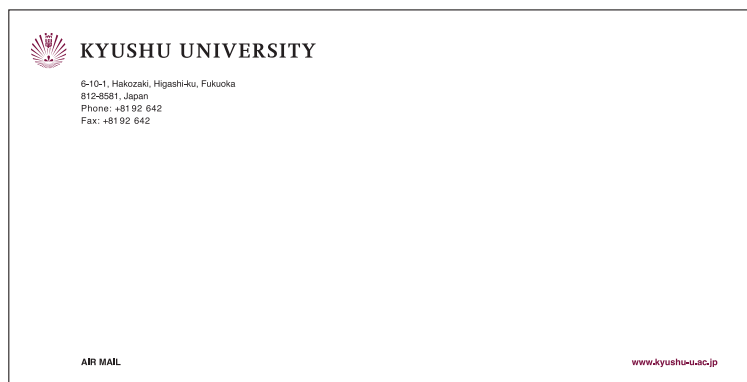 KYUSHU UNIVERSITY
6-10-1, Hakozaki, Higashi-ku, Fukuoka
812-8581, Japan
Phone: +81 92 642
Fax: +81 92 642
AIR MAIL
www.kyushu-u.ac.jp